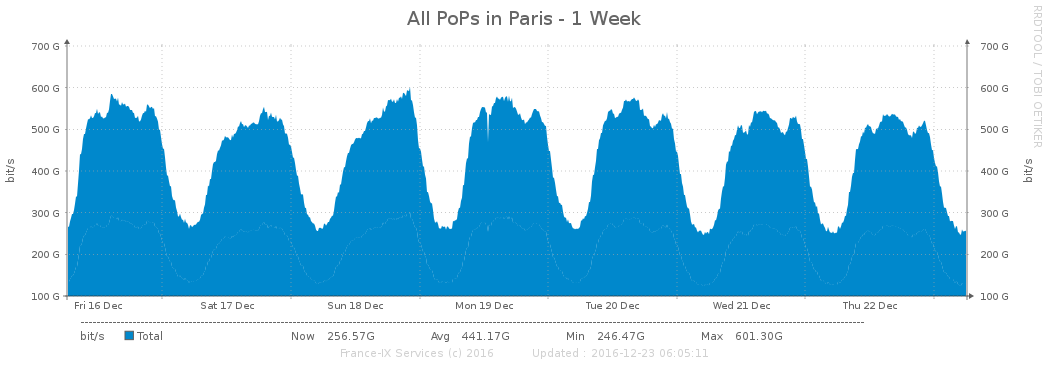 All PoPs in Paris - 1 Week
RRDTOOL / TOBI OETIKER
700 G 700 G
600 G 600 G
500 G 500 G
400 G 400 G
300 G 300 G
200 G 200 G
100 G 100 G
bit/s bit/s
Fri 16 Dec Sat 17 Dec Sun 18 Dec Mon 19 Dec Tue 20 Dec Wed 21 Dec Thu 22 Dec
bit/s Total Now 256.57G Avg 441.17G Min 246.47G Max 601.30G
France-IX Services (c) 2016 Updated : 2016-12-23 06:05:11